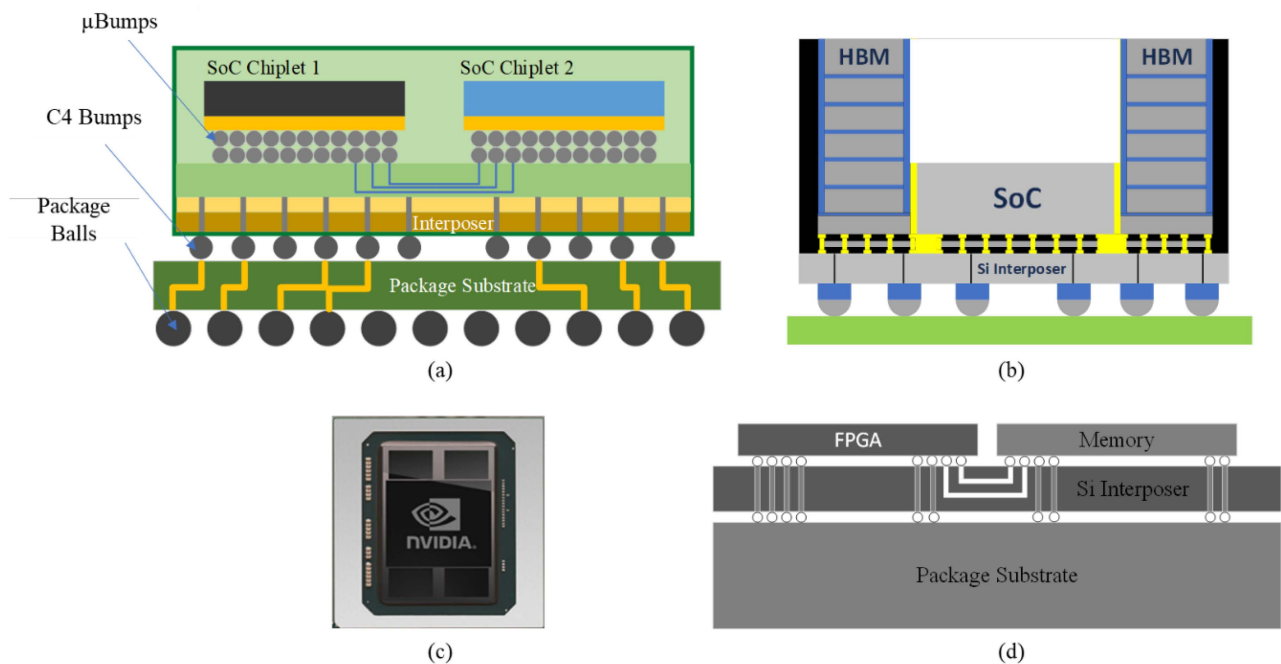 µBumps
SoC Chiplet 1
SoC Chiplet 2
C4 Bumps
Package
Balls
Interposer
Package Substrate
(a)
HBM
HBM
SoC
Si Interposer
(b)
NVIDIA.
(c)
FPGA
Memory
Si Interposer
Package Substrate
(d)